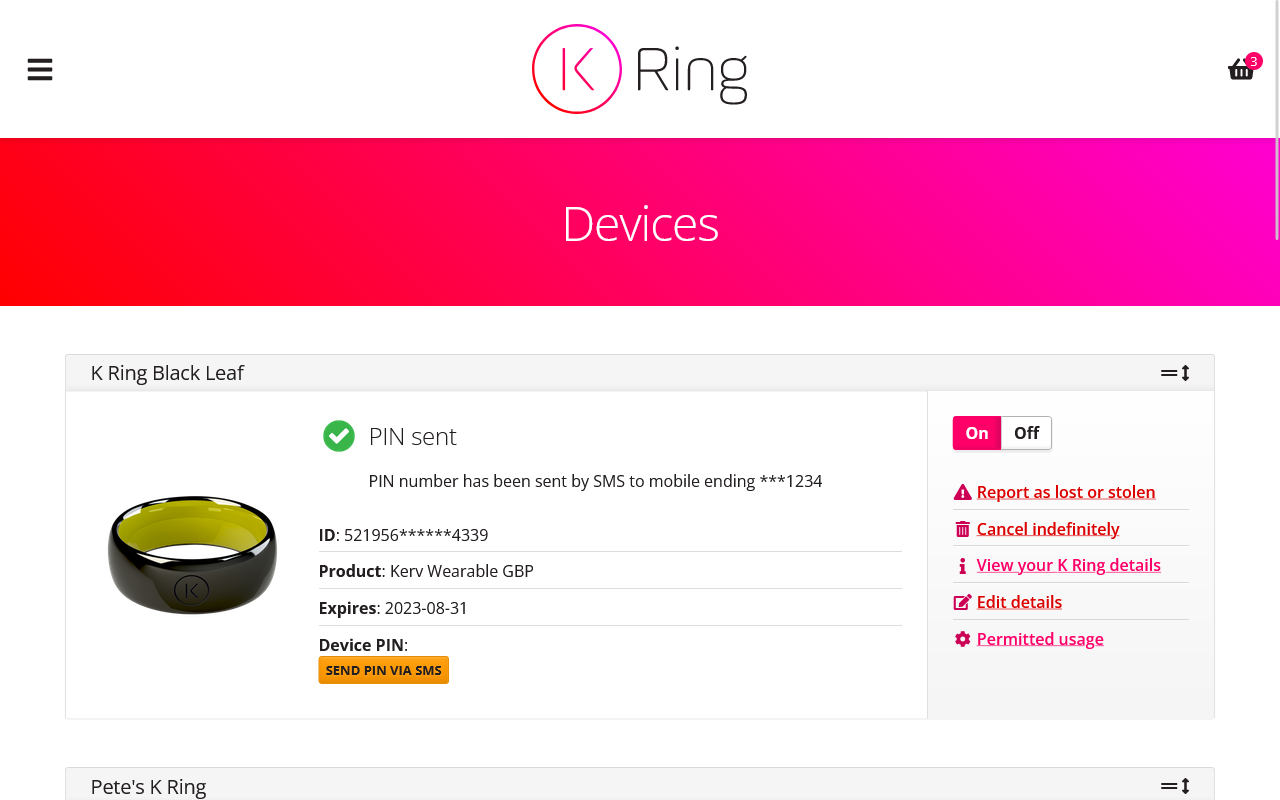 K Ring
3
Devices
K Ring Black Leaf
PIN sent
PIN number has been sent by SMS to mobile ending ***1234
ID: 521956******4339
Product: Kerv Wearable GBP
Expires: 2023-08-31
Device PIN:
SEND PIN VIA SMS
K
On Off
Report as lost or stolen
Cancel indefinitely
View your K Ring details
Edit details
Permitted usage
Pete's K Ring